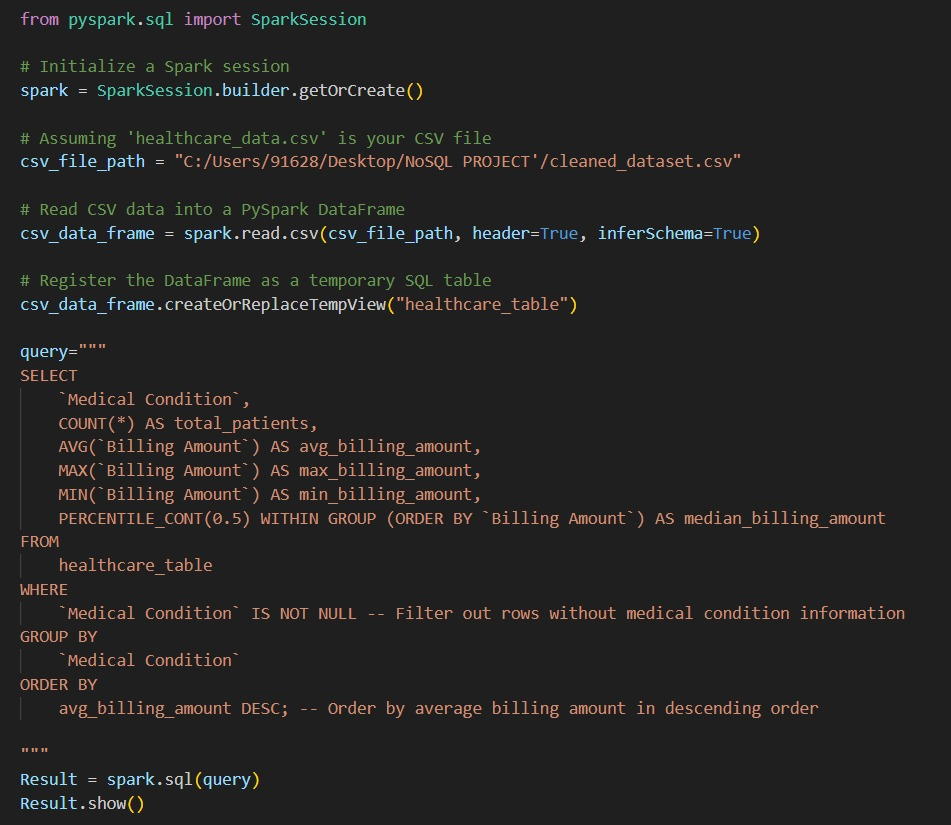 from pyspark.sql import SparkSession
# Initialize a Spark session
spark = SparkSession.builder.getOrCreate()
# Assuming 'healthcare_data.csv' is your CSV file
csv_file_path = "C:/Users/91628/Desktop/NoSQL PROJECT'/cleaned_dataset.csv"
# Read CSV data into a PySpark DataFrame
csv_data_frame = spark.read.csv(csv_file_path, header=True, inferSchema=True)
# Register the DataFrame as a temporary SQL table
csv_data_frame.createOrReplaceTempView("healthcare_table")
query="""
SELECT
    `Medical Condition`,
    COUNT(*) AS total_patients,
    AVG(`Billing Amount`) AS avg_billing_amount,
    MAX(`Billing Amount`) AS max_billing_amount,
    MIN(`Billing Amount`) AS min_billing_amount,
    PERCENTILE_CONT(0.5) WITHIN GROUP (ORDER BY `Billing Amount`) AS median_billing_amount
FROM
    healthcare_table
WHERE
    `Medical Condition` IS NOT NULL -- Filter out rows without medical condition information
GROUP BY
    `Medical Condition`
ORDER BY
    avg_billing_amount DESC; -- Order by average billing amount in descending order
"""
Result = spark.sql(query)
Result.show()